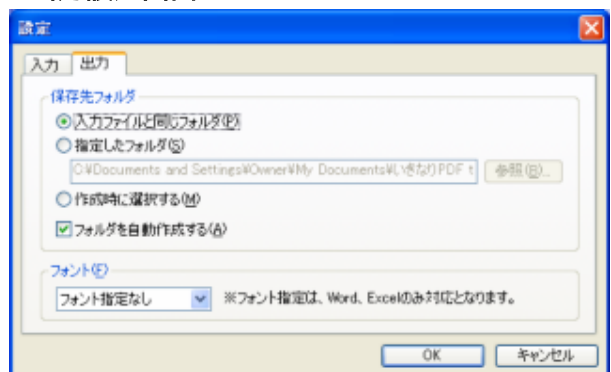 設定
入力 出力
保存先フォルダ
入力ファイルと同じフォルダ(P)
指定したフォルダ(S)
C:¥Documents and Settings¥Owner¥My Documents¥いきなりPDF t 参照(B)...
作成時に選択する(M)
フォルダを自動作成する(A)
フォント(F)
フォント指定なし ※フォント指定は、Word、Excelのみ対応となります。
OK キャンセル